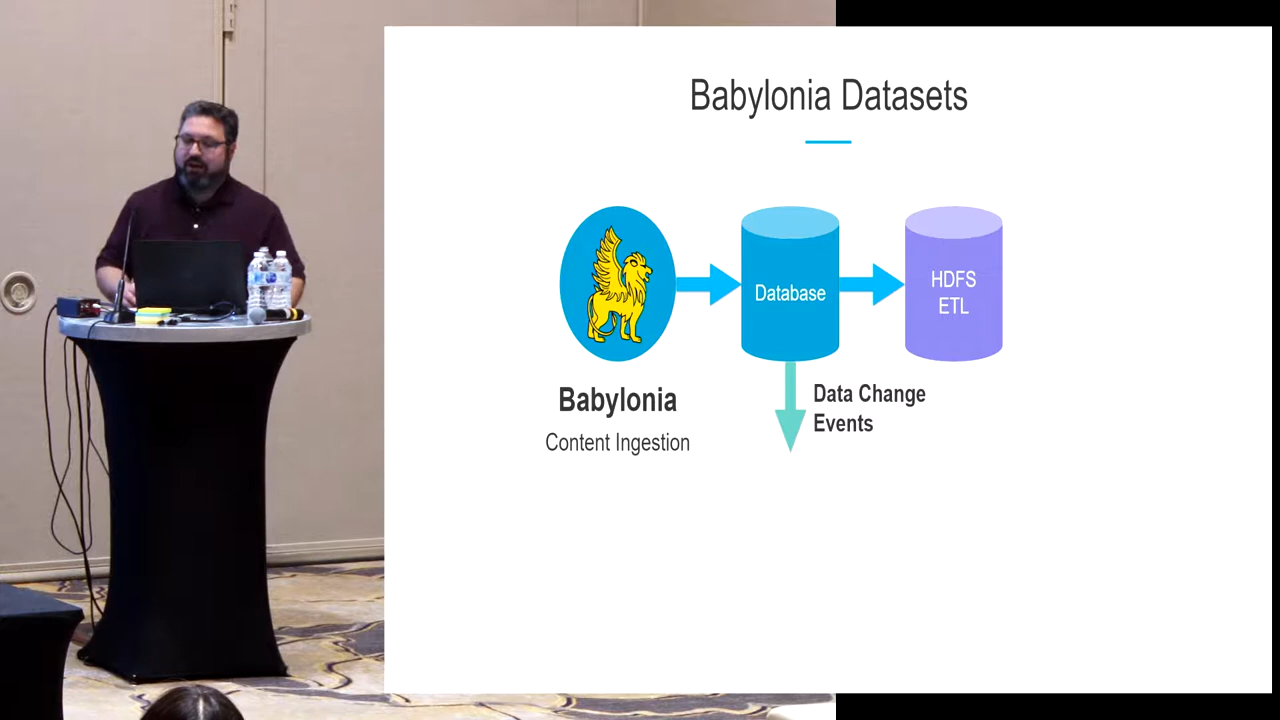 Babylonia Datasets
Database
HDFS
ETL
Babylonia
Content Ingestion
Data Change
Events